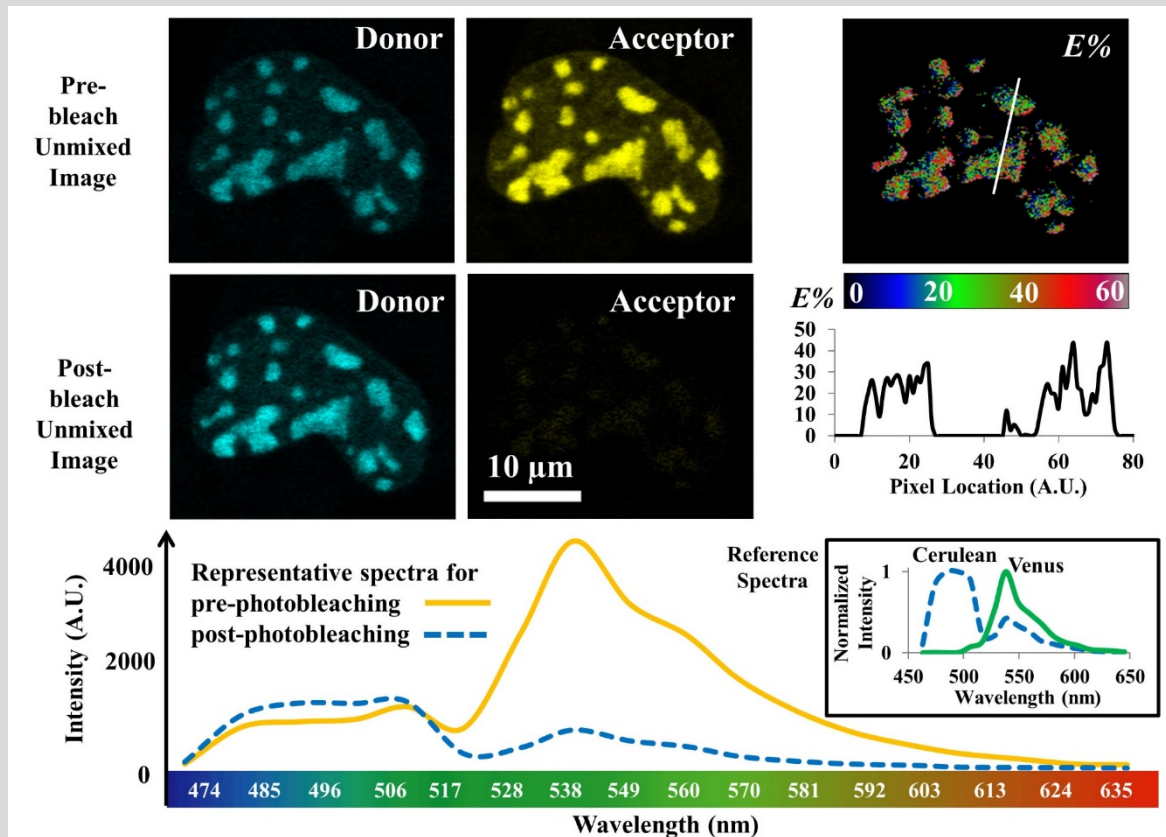 Pre-
bleach
Unmixed
Image
Donor
Acceptor
E%
E% 0 20 40 60
Post-
bleach
Unmixed
Image
Donor
Acceptor
10 µm
50
40
30
20
10
0
0 20 40 60 80
Pixel Location (A.U.)
Intensity (A.U.)
4000
2000
0
Representative spectra for
pre-photobleaching
post-photobleaching
Reference
Spectra
Cerulean
Venus
Normalized
Intensity
1
0
450 500 550 600 650
Wavelength (nm)
474 485 496 506 517 528 538 549 560 570 581 592 603 613 624 635
Wavelength (nm)